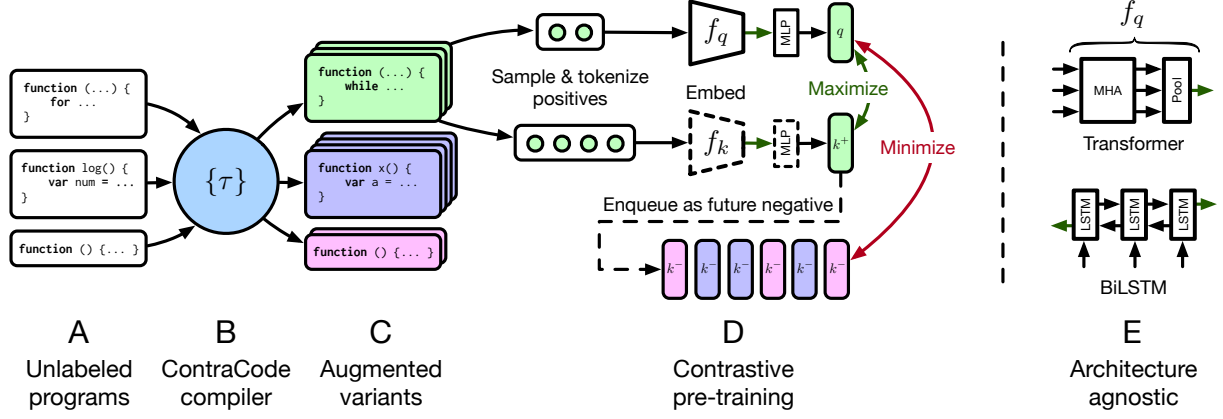 function (...) {
for ...
}
function log() {
var num = ...
}
function () {... }
{τ}
function (...) {
while ...
}
function x() {
var a = ...
}
function () {... }
Sample & tokenize
positives
f_q
MLP
q
Embed
f_k
MLP
k⁺
Maximize
Minimize
Enqueue as future negative
k⁻ k⁻ k⁻ k⁻ k⁻ k⁻
f_q
MHA
Pool
Transformer
LSTM
LSTM
LSTM
BiLSTM
A
Unlabeled
programs
B
ContraCode
compiler
C
Augmented
variants
D
Contrastive
pre-training
E
Architecture
agnostic